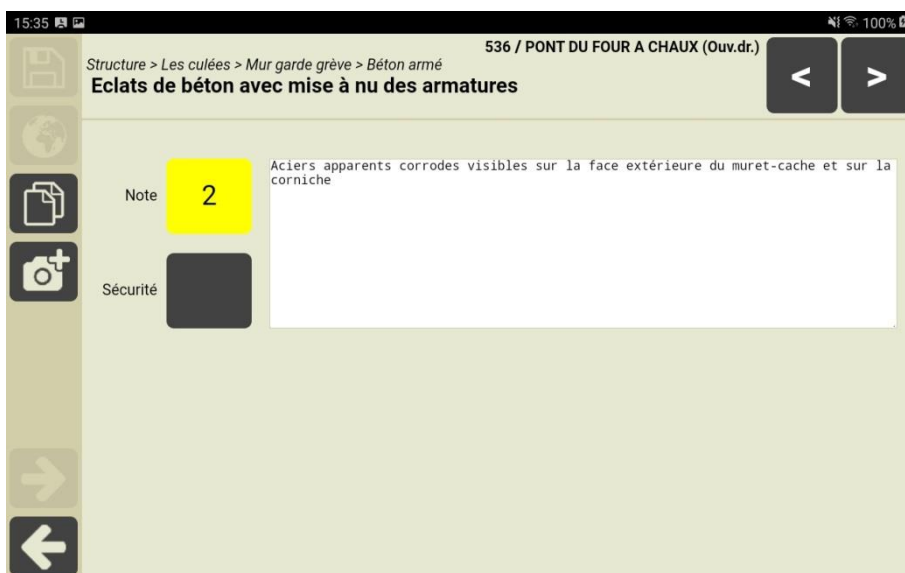 15:35
100%
536 / PONT DU FOUR A CHAUX (Ouv.dr.)
Structure > Les culées > Mur garde grève > Béton armé
Eclats de béton avec mise à nu des armatures
<
>
Note
2
Aciers apparents corrodes visibles sur la face extérieure du muret-cache et sur la
corniche
Sécurité